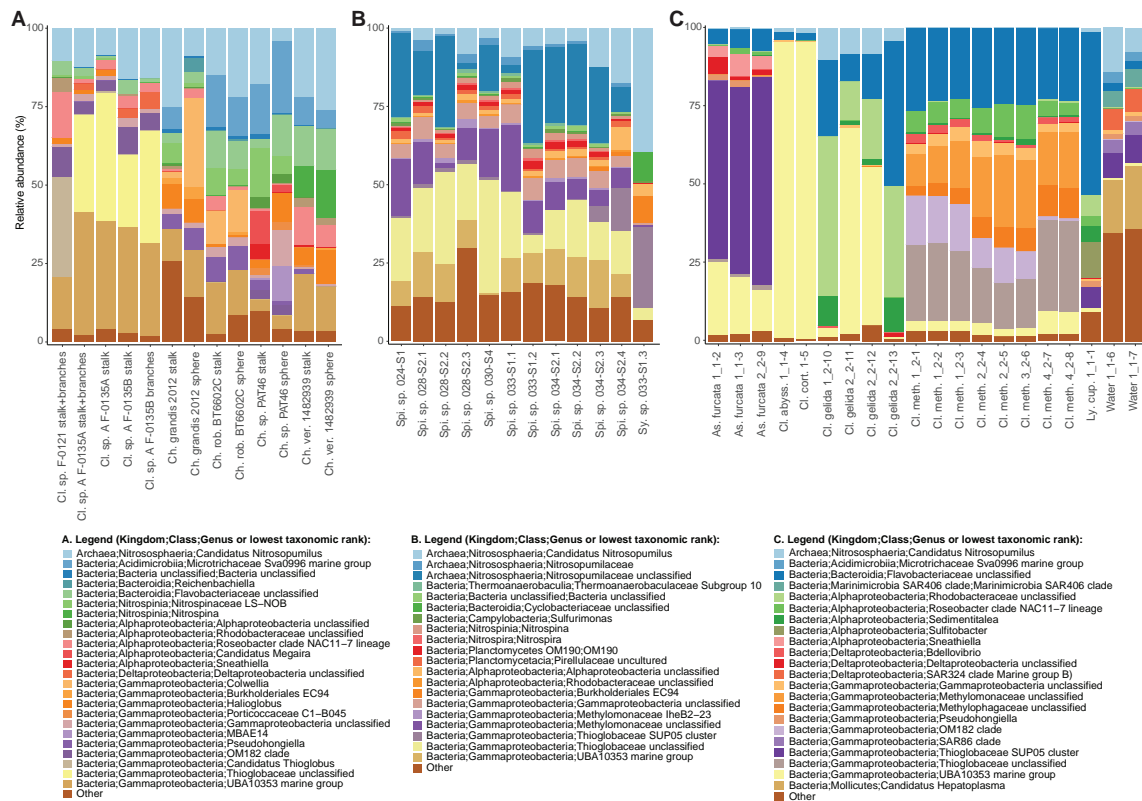 A
B
C
100
75
50
25
0
Relative abundance (%)
Cl. sp. F-0121 stalk+branches
Cl. sp. A F-0135A stalk+branches
Cl. sp. A F-0135A stalk
Cl. sp. A F-0135B stalk
Cl. sp. A F-0135B branches
Ch. grandis 2012 stalk
Ch. grandis 2012 sphere
Ch. rob. BT6602C stalk
Ch. rob. BT6602C sphere
Ch. sp. PAT46 stalk
Ch. sp. PAT46 sphere
Ch. ver. 1482939 stalk
Ch. ver. 1482939 sphere
100
75
50
25
0
Spi. sp. 024-S1
Spi. sp. 028-S2.1
Spi. sp. 028-S2.2
Spi. sp. 028-S2.3
Spi. sp. 030-S4
Spi. sp. 033-S1.1
Spi. sp. 033-S1.2
Spi. sp. 034-S2.1
Spi. sp. 034-S2.2
Spi. sp. 034-S2.3
Spi. sp. 034-S2.4
Sy. sp. 033-S1.3
100
75
50
25
0
As. furcata 1_1-2
As. furcata 1_1-3
As. furcata 2_2-9
Cl. abyss. 1_1-4
Cl. cort. 1-5
Cl. gelida 1_2-10
Cl. gelida 2_2-11
Cl. gelida 2_2-12
Cl. gelida 2_2-13
Cl. meth. 1_2-1
Cl. meth. 1_2-2
Cl. meth. 1_2-3
Cl. meth. 2_2-4
Cl. meth. 2_2-5
Cl. meth. 3_2-6
Cl. meth. 4_2-7
Cl. meth. 4_2-8
Ly. cup. 1_1-1
Water 1_1-6
Water 1_1-7
A. Legend (Kingdom;Class;Genus or lowest taxonomic rank):
Archaea;Nitrososphaeria;Candidatus Nitrosopumilus
Bacteria;Acidimicrobiia;Microtrichaceae Sva0996 marine group
Bacteria;Bacteria unclassified;Bacteria unclassified
Bacteria;Bacteroidia;Reichenbachiella
Bacteria;Bacteroidia;Flavobacteriaceae unclassified
Bacteria;Nitrospinia;Nitrospinaceae LS−NOB
Bacteria;Nitrospinia;Nitrospina
Bacteria;Alphaproteobacteria;Alphaproteobacteria unclassified
Bacteria;Alphaproteobacteria;Rhodobacteraceae unclassified
Bacteria;Alphaproteobacteria;Roseobacter clade NAC11−7 lineage
Bacteria;Alphaproteobacteria;Candidatus Megaira
Bacteria;Alphaproteobacteria;Sneathiella
Bacteria;Deltaproteobacteria;Deltaproteobacteria unclassified
Bacteria;Gammaproteobacteria;Colwellia
Bacteria;Gammaproteobacteria;Burkholderiales EC94
Bacteria;Gammaproteobacteria;Halioglobus
Bacteria;Gammaproteobacteria;Porticoccaceae C1−B045
Bacteria;Gammaproteobacteria;Gammaproteobacteria unclassified
Bacteria;Gammaproteobacteria;MBAE14
Bacteria;Gammaproteobacteria;Pseudohongiella
Bacteria;Gammaproteobacteria;OM182 clade
Bacteria;Gammaproteobacteria;Candidatus Thioglobus
Bacteria;Gammaproteobacteria;Thioglobaceae unclassified
Bacteria;Gammaproteobacteria;UBA10353 marine group
Other
B. Legend (Kingdom;Class;Genus or lowest taxonomic rank):
Archaea;Nitrososphaeria;Candidatus Nitrosopumilus
Archaea;Nitrososphaeria;Nitrosopumilaceae
Archaea;Nitrososphaeria;Nitrosopumilaceae unclassified
Bacteria;Thermoanaerobaculia;Thermoanaerobaculaceae Subgroup 10
Bacteria;Bacteria unclassified;Bacteria unclassified
Bacteria;Bacteroidia;Cyclobacteriaceae unclassified
Bacteria;Campylobacteria;Sulfurimonas
Bacteria;Nitrospinia;Nitrospina
Bacteria;Nitrospira;Nitrospira
Bacteria;Planctomycetes OM190;OM190
Bacteria;Planctomycetacia;Pirellulaceae uncultured
Bacteria;Alphaproteobacteria;Alphaproteobacteria unclassified
Bacteria;Alphaproteobacteria;Rhodobacteraceae unclassified
Bacteria;Gammaproteobacteria;Burkholderiales EC94
Bacteria;Gammaproteobacteria;Gammaproteobacteria unclassified
Bacteria;Gammaproteobacteria;Methylomonaceae IheB2−23
Bacteria;Gammaproteobacteria;Methylomonaceae unclassified
Bacteria;Gammaproteobacteria;Thioglobaceae SUP05 cluster
Bacteria;Gammaproteobacteria;Thioglobaceae unclassified
Bacteria;Gammaproteobacteria;UBA10353 marine group
Other
C. Legend (Kingdom;Class;Genus or lowest taxonomic rank):
Archaea;Nitrososphaeria;Candidatus Nitrosopumilus
Bacteria;Acidimicrobiia;Microtrichaceae Sva0996 marine group
Bacteria;Bacteroidia;Flavobacteriaceae unclassified
Bacteria;Marinimicrobia SAR406 clade;Marinimicrobia SAR406 clade
Bacteria;Alphaproteobacteria;Rhodobacteraceae unclassified
Bacteria;Alphaproteobacteria;Roseobacter clade NAC11−7 lineage
Bacteria;Alphaproteobacteria;Sedimentitalea
Bacteria;Alphaproteobacteria;Sulfitobacter
Bacteria;Alphaproteobacteria;Sneathiella
Bacteria;Deltaproteobacteria;Bdellovibrio
Bacteria;Deltaproteobacteria;Deltaproteobacteria unclassified
Bacteria;Deltaproteobacteria;SAR324 clade Marine group B)
Bacteria;Gammaproteobacteria;Gammaproteobacteria unclassified
Bacteria;Gammaproteobacteria;Methylomonaceae unclassified
Bacteria;Gammaproteobacteria;Methylophagaceae unclassified
Bacteria;Gammaproteobacteria;Pseudohongiella
Bacteria;Gammaproteobacteria;OM182 clade
Bacteria;Gammaproteobacteria;SAR86 clade
Bacteria;Gammaproteobacteria;Thioglobaceae SUP05 cluster
Bacteria;Gammaproteobacteria;Thioglobaceae unclassified
Bacteria;Gammaproteobacteria;UBA10353 marine group
Bacteria;Mollicutes;Candidatus Hepatoplasma
Other